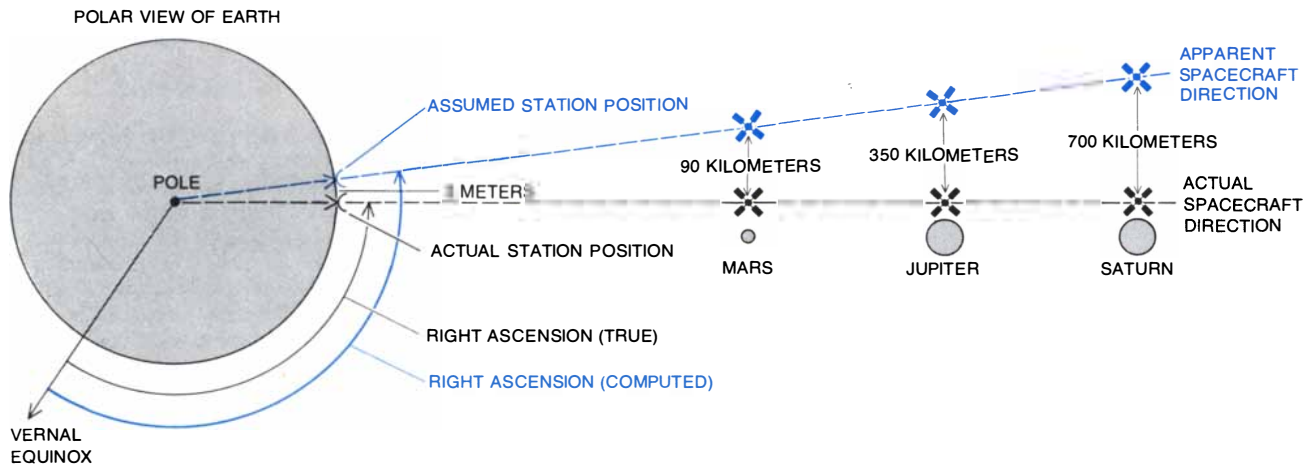 POLAR VIEW OF EARTH
APPARENT
SPACECRAFT
DIRECTION
ASSUMED STATION POSITION
700 KILOMETERS
350 KILOMETERS
90 KILOMETERS
POLE
METERS
ACTUAL
SPACECRAFT
DIRECTION
ACTUAL STATION POSITION
MARS
JUPITER
SATURN
RIGHT ASCENSION (TRUE)
RIGHT ASCENSION (COMPUTED)
VERNAL
EQUINOX